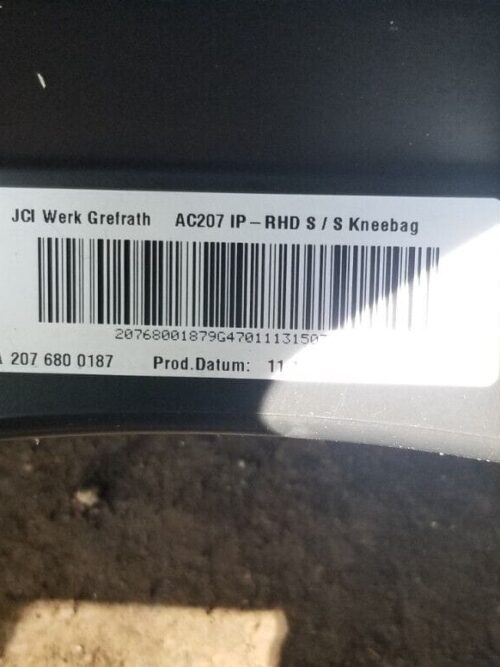 JCI Werk Grefrath AC207 IP-RHD S / S Kneebag
20768001879G4701113150
A 207 680 0187 Prod.Datum: 11